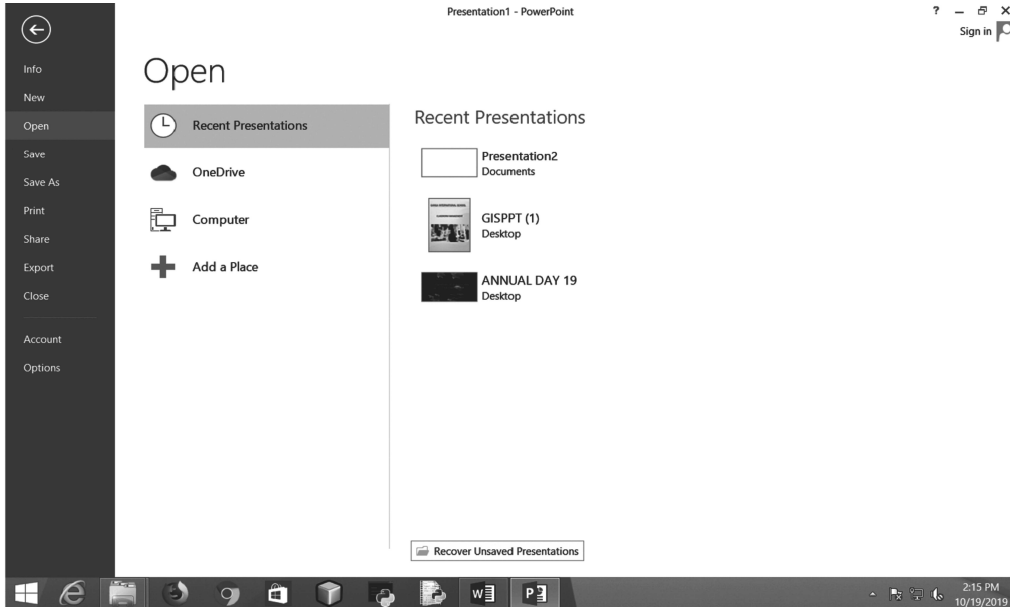 Presentation1 - PowerPoint
?
Sign in
Info
New
Open
Save
Save As
Print
Share
Export
Close
Account
Options
Open
Recent Presentations
OneDrive
Computer
Add a Place
Recent Presentations
Presentation2
Documents
GISPPT (1)
Desktop
ANNUAL DAY 19
Desktop
Recover Unsaved Presentations
2:15 PM
10/19/2019